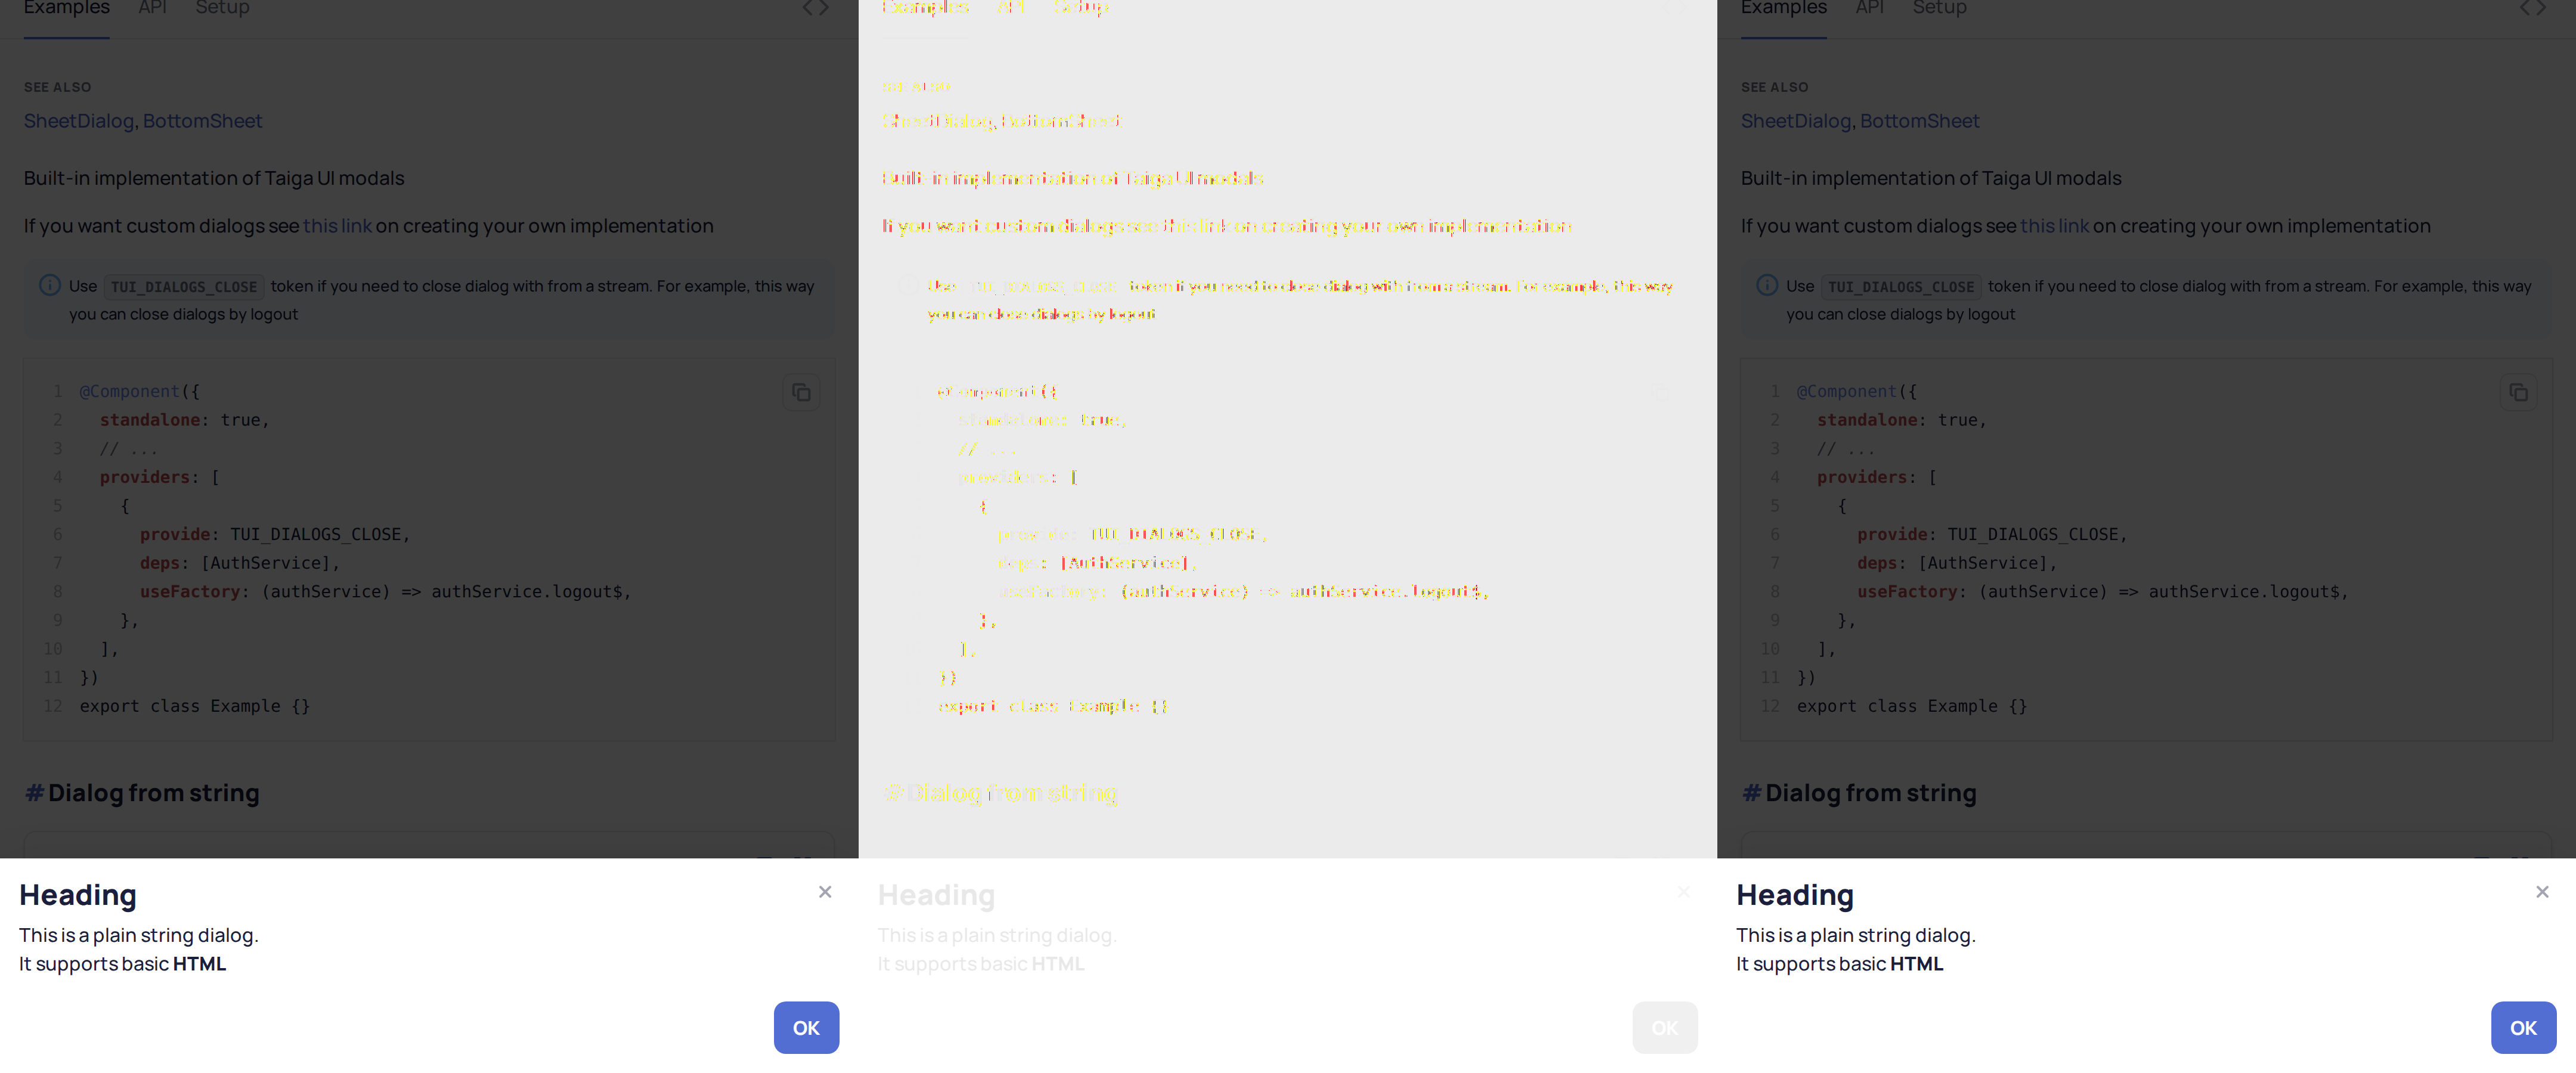 Examples API Setup
SEE ALSO
SheetDialog, BottomSheet
Built-in implementation of Taiga UI modals
If you want custom dialogs see this link on creating your own implementation
Use TUI_DIALOGS_CLOSE token if you need to close dialog with from a stream. For example, this way
you can close dialogs by logout
1 @Component({
2 standalone: true,
3 // ...
4 providers: [
5 {
6 provide: TUI_DIALOGS_CLOSE,
7 deps: [AuthService],
8 useFactory: (authService) => authService.logout$,
9 },
10 ],
11 })
12 export class Example {}
# Dialog from string
Heading
This is a plain string dialog.
It supports basic HTML
OK
Examples API Setup
SEE ALSO
SheetDialog, BottomSheet
Built-in implementation of Taiga UI modals
If you want custom dialogs see this link on creating your own implementation
Use TUI_DIALOGS_CLOSE token if you need to close dialog with from a stream. For example, this way
you can close dialogs by logout
@Component({
standalone: true,
// ...
providers: [
{
provide: TUI_DIALOGS_CLOSE,
deps: [AuthService],
useFactory: (authService) => authService.logout$,
},
],
})
export class Example {}
# Dialog from string
Heading
This is a plain string dialog.
It supports basic HTML
OK
Examples API Setup
SEE ALSO
SheetDialog, BottomSheet
Built-in implementation of Taiga UI modals
If you want custom dialogs see this link on creating your own implementation
Use TUI_DIALOGS_CLOSE token if you need to close dialog with from a stream. For example, this way
you can close dialogs by logout
1 @Component({
2 standalone: true,
3 // ...
4 providers: [
5 {
6 provide: TUI_DIALOGS_CLOSE,
7 deps: [AuthService],
8 useFactory: (authService) => authService.logout$,
9 },
10 ],
11 })
12 export class Example {}
# Dialog from string
Heading
This is a plain string dialog.
It supports basic HTML
OK